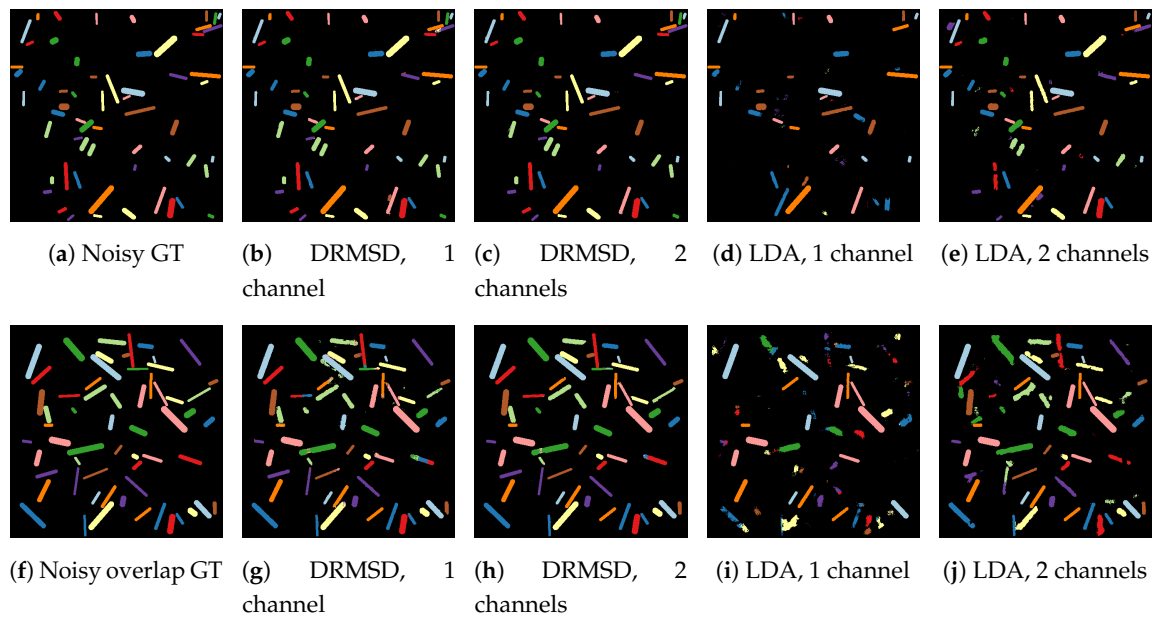 (a) Noisy GT
(b) DRMSD, 1 channel
(c) DRMSD, 2 channels
(d) LDA, 1 channel
(e) LDA, 2 channels
(f) Noisy overlap GT
(g) DRMSD, 1 channel
(h) DRMSD, 2 channels
(i) LDA, 1 channel
(j) LDA, 2 channels